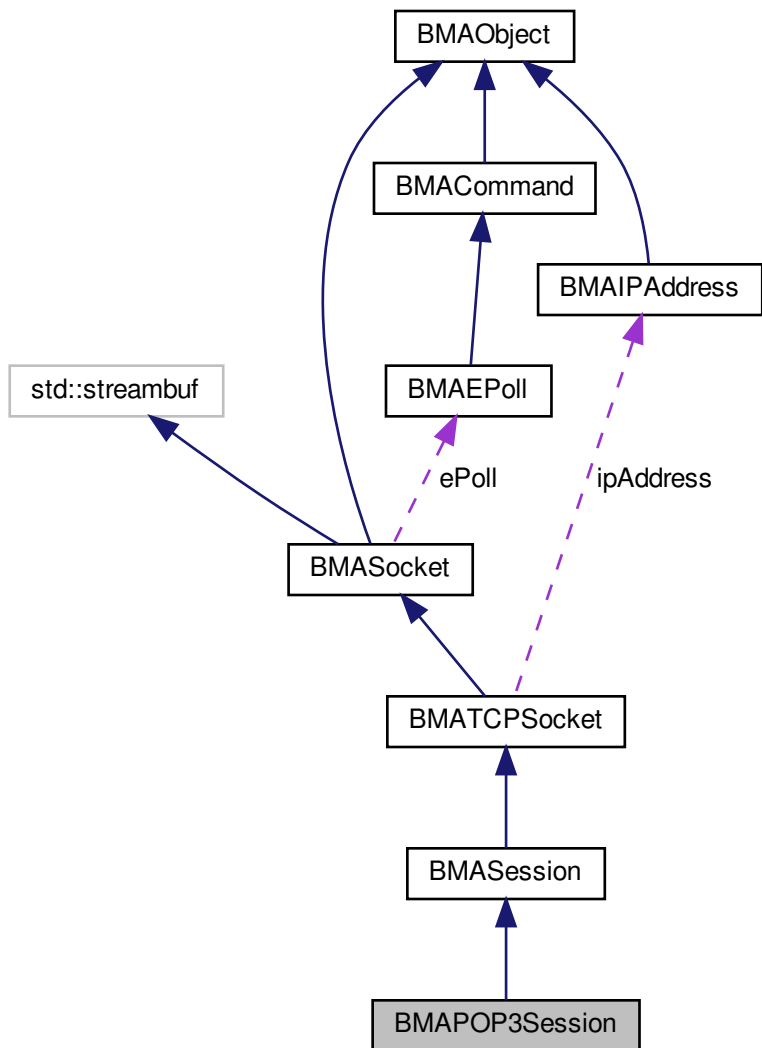 BMAObject
BMACommand
BMAIPAddress
std::streambuf
BMAEPoll
ePoll
ipAddress
BMASocket
BMATCPSocket
BMASession
BMAPOP3Session